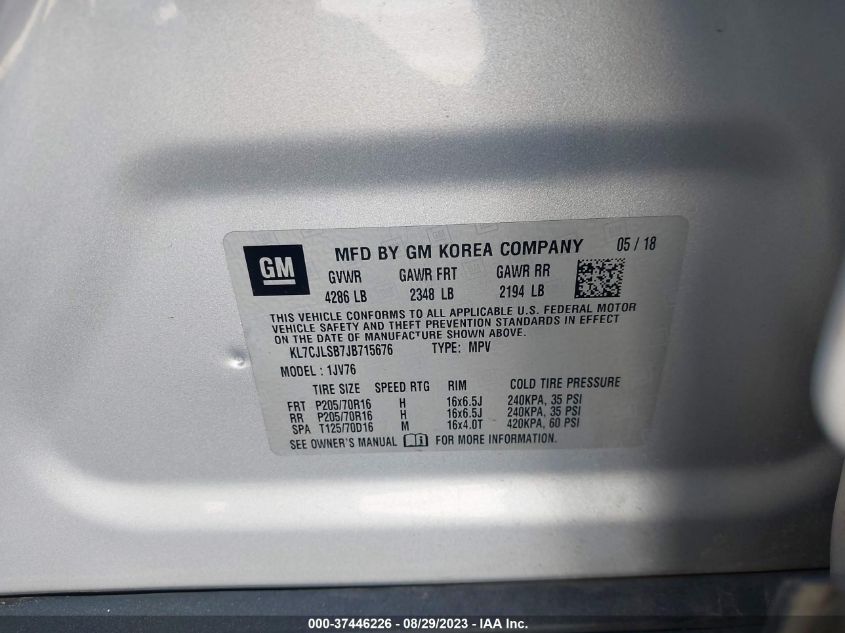 GM
MFD BY GM KOREA COMPANY 05 / 18
GVWR GAWR FRT GAWR RR
4286 LB 2348 LB 2194 LB
THIS VEHICLE CONFORMS TO ALL APPLICABLE U.S. FEDERAL MOTOR
VEHICLE SAFETY AND THEFT PREVENTION STANDARDS IN EFFECT
ON THE DATE OF MANUFACTURE SHOWN ABOVE.
KL7CJLSB7JB715676 TYPE: MPV
MODEL : 1JV76
TIRE SIZE SPEED RTG RIM COLD TIRE PRESSURE
FRT P205/70R16 H 16x6.5J 240KPA, 35 PSI
RR P205/70R16 H 16x6.5J 240KPA, 35 PSI
SPA T125/70D16 M 16x4.0T 420KPA, 60 PSI
SEE OWNER'S MANUAL FOR MORE INFORMATION.
000-37446226 - 08/29/2023 - IAA Inc.